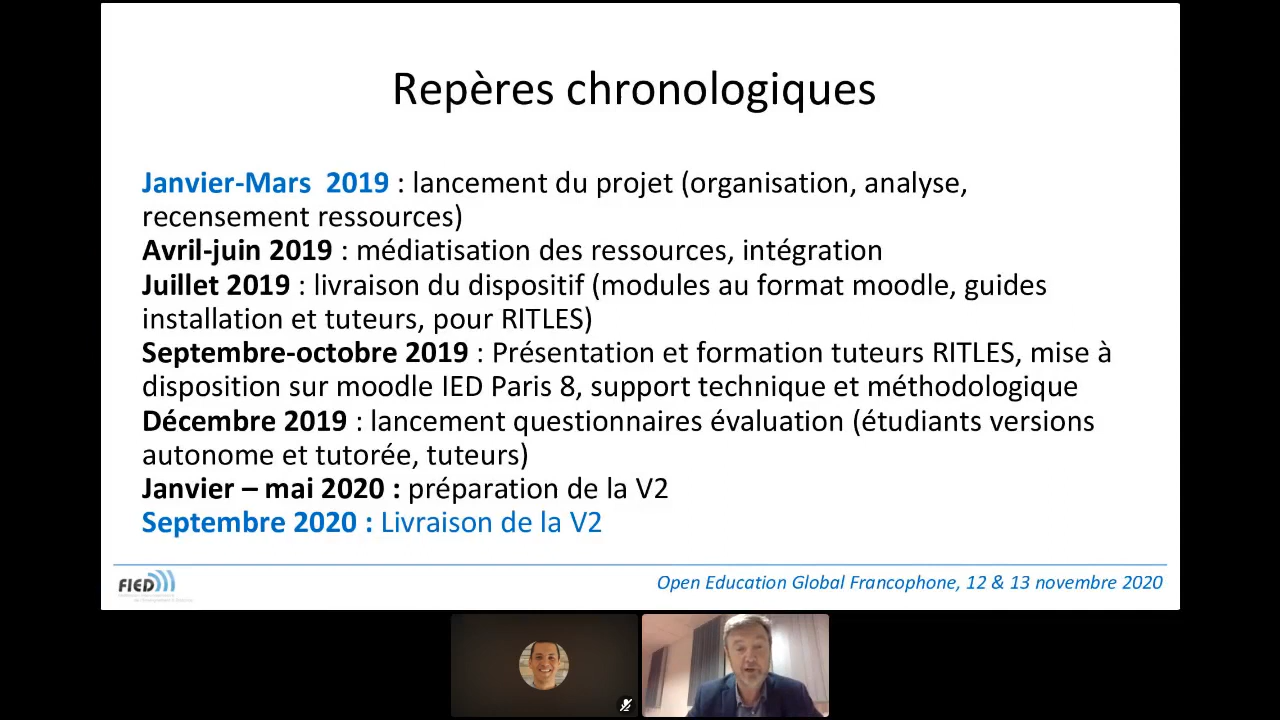 Repères chronologiques
Janvier-Mars  2019 : lancement du projet (organisation, analyse,
recensement ressources)
Avril-juin 2019 : médiatisation des ressources, intégration
Juillet 2019 : livraison du dispositif (modules au format moodle, guides
installation et tuteurs, pour RITLES)
Septembre-octobre 2019 : Présentation et formation tuteurs RITLES, mise à
disposition sur moodle IED Paris 8, support technique et méthodologique
Décembre 2019 : lancement questionnaires évaluation (étudiants versions
autonome et tutorée, tuteurs)
Janvier – mai 2020 : préparation de la V2
Septembre 2020 : Livraison de la V2
FIED
Open Education Global Francophone, 12 & 13 novembre 2020